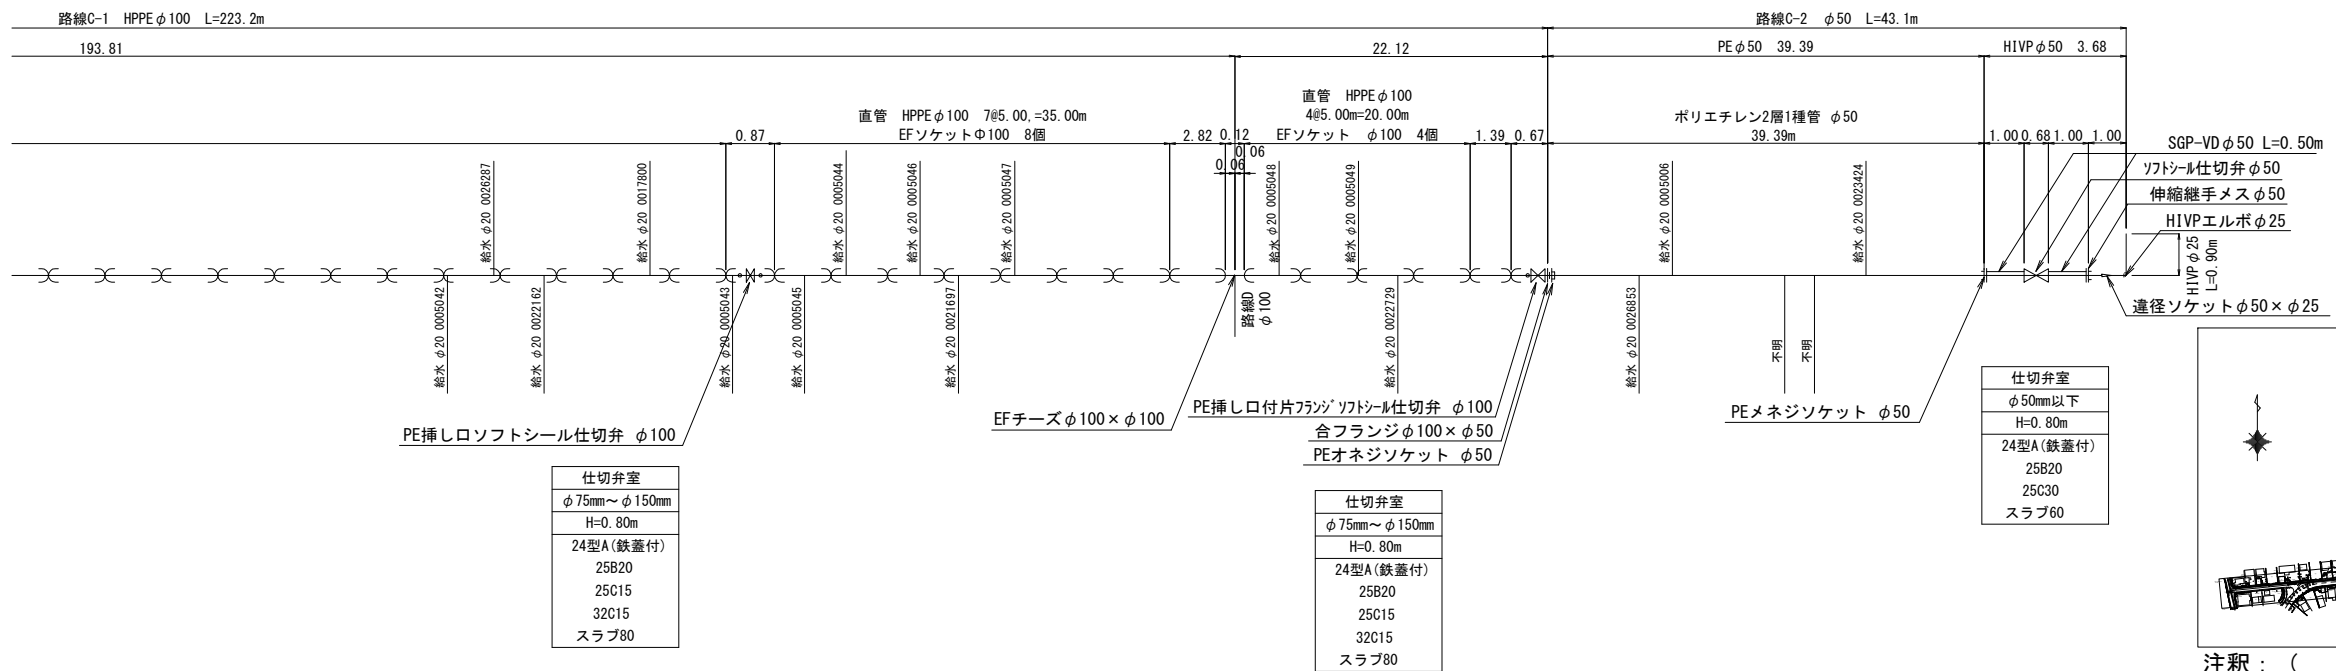 路線C-1 HPPEφ100 L=223.2m
路線C-2 φ50 L=43.1m
193.81
22.12
PEφ50 39.39
HIVPφ50 3.68
直管 HPPEφ100 7@5.00,=35.00m
EFソケットΦ100 8個
直管 HPPEφ100
4@5.00m=20.00m
EFソケット φ100 4個
ポリエチレン2層1種管 φ50
39.39m
0.87
2.82
0.12
0.06
0.06
1.39
0.67
1.00
0.68
1.00
1.00
SGP-VDφ50 L=0.50m
ソフトシール仕切弁φ50
伸縮継手メスφ50
HIVPエルボφ25
HIVPφ25
L=0.90m
違径ソケットφ50×φ25
給水 φ20 0026287
給水 φ20 0017800
給水 φ20 0005044
給水 φ20 0005046
給水 φ20 0005047
給水 φ20 0005048
給水 φ20 0005049
給水 φ20 0005006
給水 φ20 0023424
給水 φ20 0005042
給水 φ20 0022162
給水 φ20 0005043
給水 φ20 0005045
給水 φ20 0021697
路線D
φ100
給水 φ20 0022729
給水 φ20 0026853
不明
不明
PE挿し口ソフトシール仕切弁 φ100
EFチーズφ100×φ100
PE挿し口付片フランジソフトシール仕切弁 φ100
合フランジφ100×φ50
PEオネジソケット φ50
PEメネジソケット φ50
仕切弁室
φ75mm～φ150mm
H=0.80m
24型A(鉄蓋付)
25B20
25C15
32C15
スラブ80
仕切弁室
φ75mm～φ150mm
H=0.80m
24型A(鉄蓋付)
25B20
25C15
32C15
スラブ80
仕切弁室
φ50mm以下
H=0.80m
24型A(鉄蓋付)
25B20
25C30
スラブ60
注釈：（